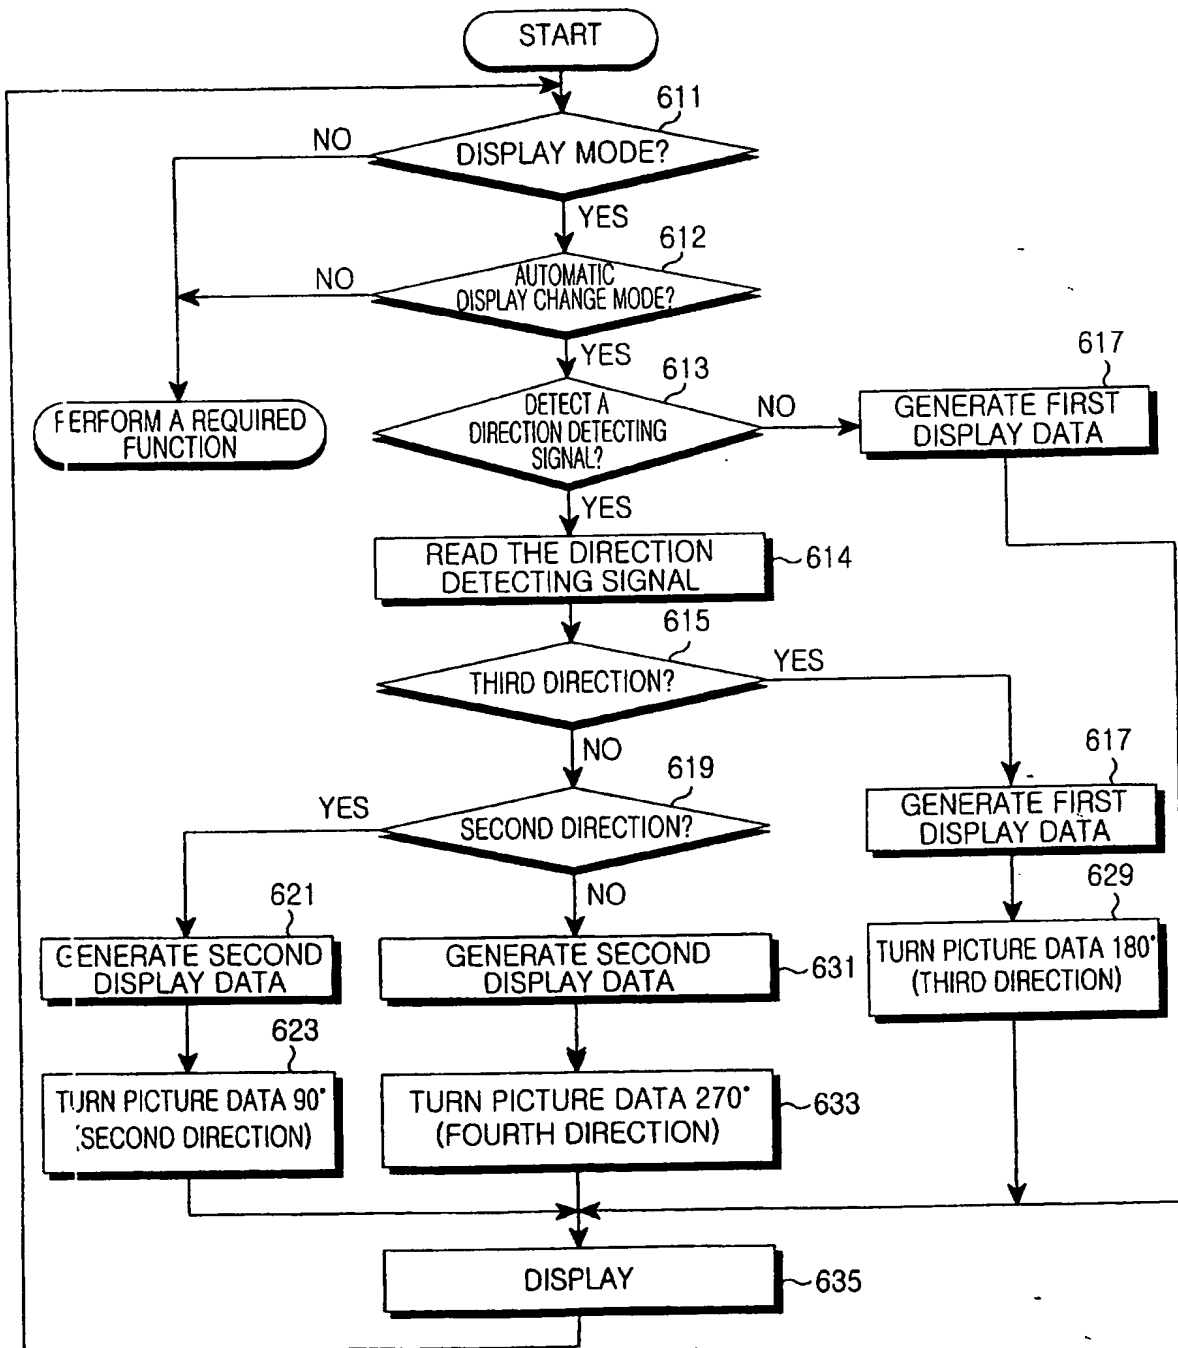 START
611
NO
DISPLAY MODE?
YES
612
NO
AUTOMATIC
DISPLAY CHANGE MODE?
YES
613
617
DETECT A
DIRECTION DETECTING
SIGNAL?
NO
GENERATE FIRST
DISPLAY DATA
PERFORM A REQUIRED
FUNCTION
YES
READ THE DIRECTION
DETECTING SIGNAL
614
615
THIRD DIRECTION?
YES
NO
617
619
YES
SECOND DIRECTION?
GENERATE FIRST
DISPLAY DATA
NO
621
629
GENERATE SECOND
DISPLAY DATA
GENERATE SECOND
DISPLAY DATA
631
TURN PICTURE DATA 180°
(THIRD DIRECTION)
623
TURN PICTURE DATA 90°
(SECOND DIRECTION)
TURN PICTURE DATA 270°
(FOURTH DIRECTION)
633
DISPLAY
635